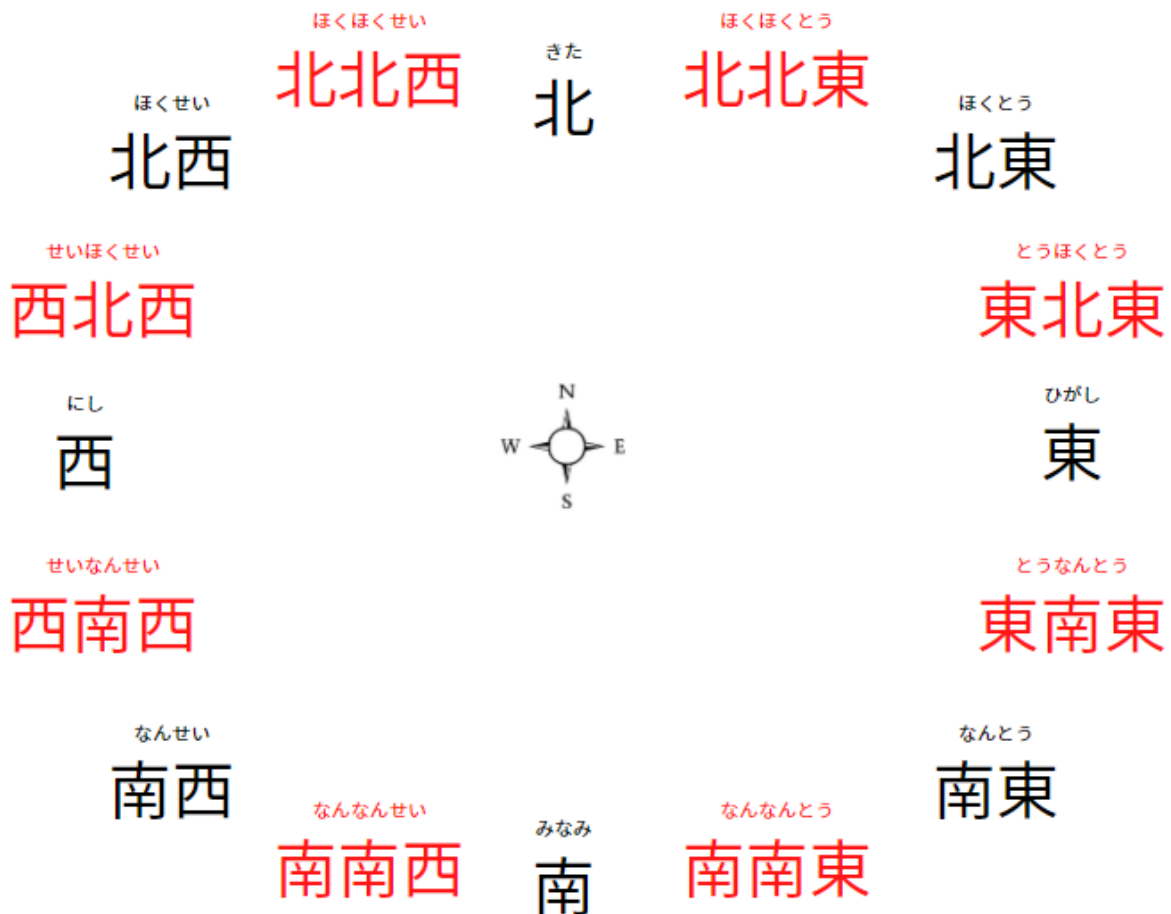 ほくほくせい
北北西
きた
北
ほくほくとう
北北東
ほくせい
北西
ほくとう
北東
せいほくせい
西北西
とうほくとう
東北東
にし
西
N
W
E
S
ひがし
東
せいなんせい
西南西
とうなんとう
東南東
なんせい
南西
なんとう
南東
なんなんせい
南南西
みなみ
南
なんなんとう
南南東